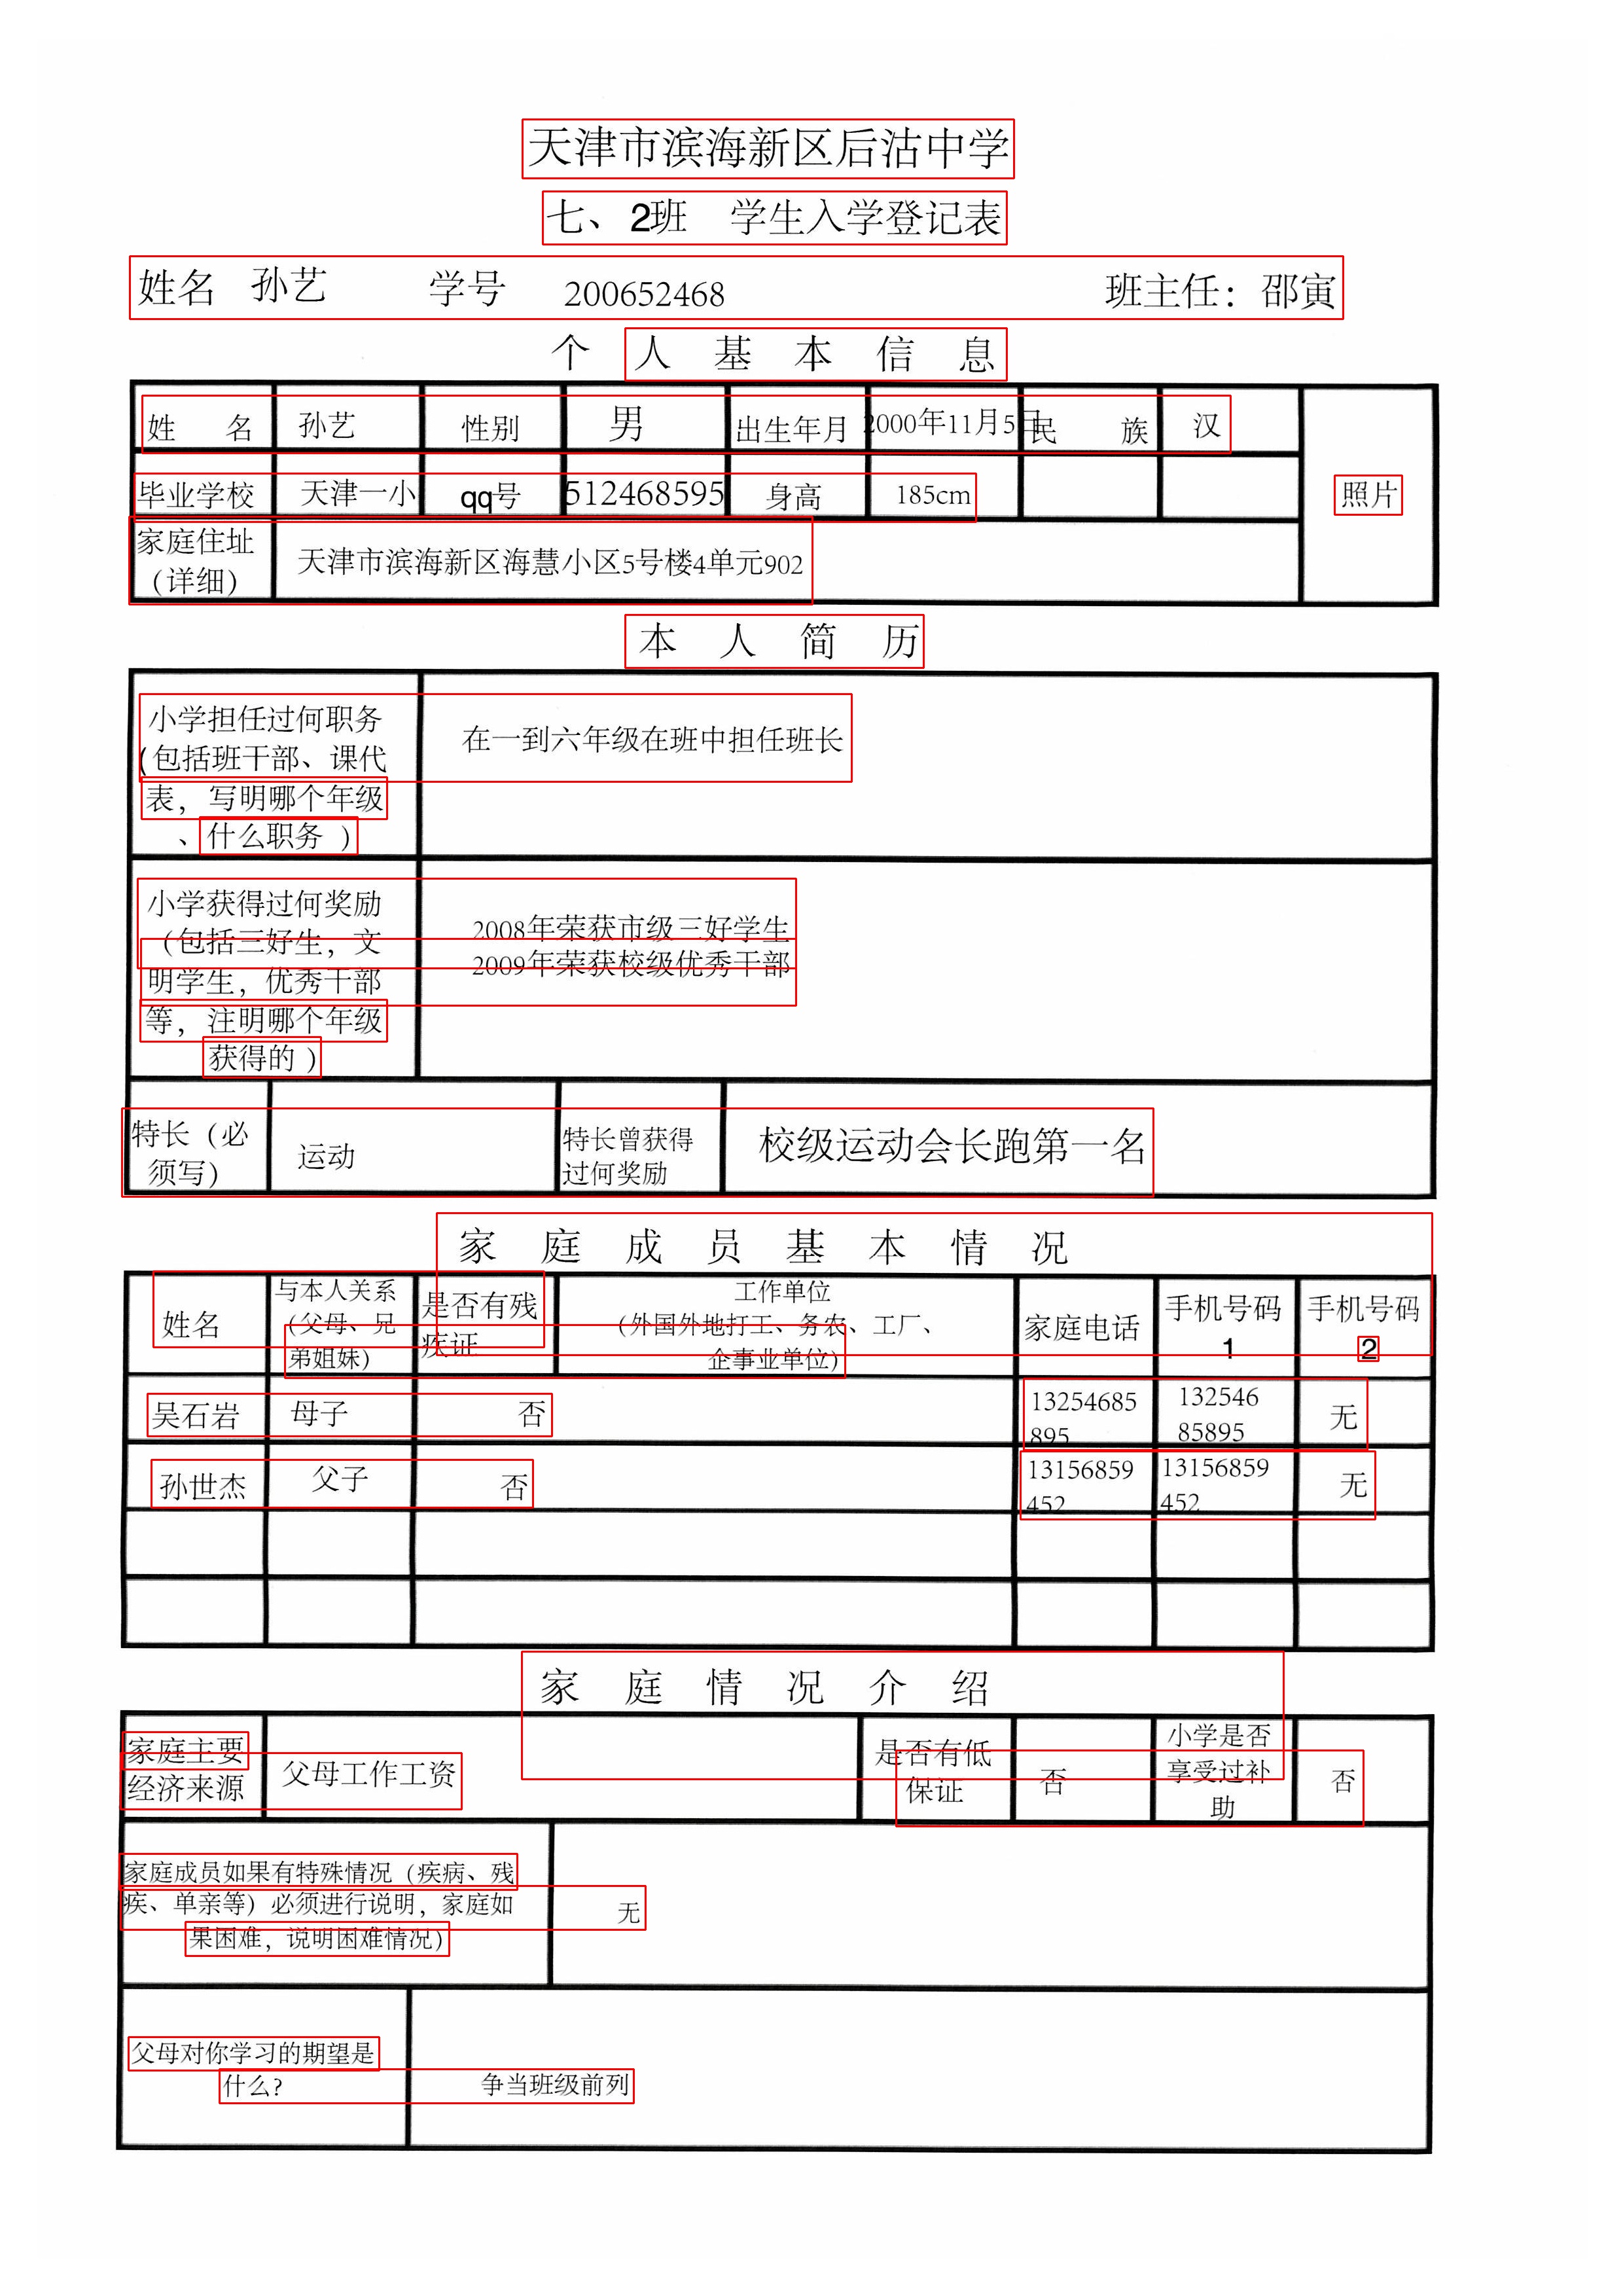 天津市滨海新区后沽中学
七、2班 学生入学登记表
姓名 孙艺 学号 200652468 班主任：邵寅
个人基本信息
姓名 孙艺 性别 男 出生年月 2000年11月5日 民族 汉
毕业学校 天津一小 qq号 512468595 身高 185cm 照片
家庭住址
（详细） 天津市滨海新区海慧小区5号楼4单元902
本人简历
小学担任过何职务
（包括班干部、课代 在一到六年级在班中担任班长
表，写明哪个年级
、什么职务 ）
小学获得过何奖励
（包括三好生，文 2008年荣获市级三好学生
明学生，优秀干部 2009年荣获校级优秀干部
等，注明哪个年级
获得的 ）
特长（必 运动 特长曾获得 校级运动会长跑第一名
须写） 过何奖励
家庭成员基本情况
姓名 与本人关系 是否有残 工作单位 家庭电话 手机号码 手机号码
（父母、兄 疾证 （外国外地打工、务农、工厂、 1 2
弟姐妹） 企事业单位）
吴石岩 母子 否 13254685 132546 无
895 85895
孙世杰 父子 否 13156859 13156859 无
452 452
家庭情况介绍
家庭主要 父母工作工资 是否有低 否 小学是否 否
经济来源 保证 享受过补
助
家庭成员如果有特殊情况（疾病、残
疾、单亲等）必须进行说明，家庭如 无
果困难，说明困难情况）
父母对你学习的期望是
什么？ 争当班级前列